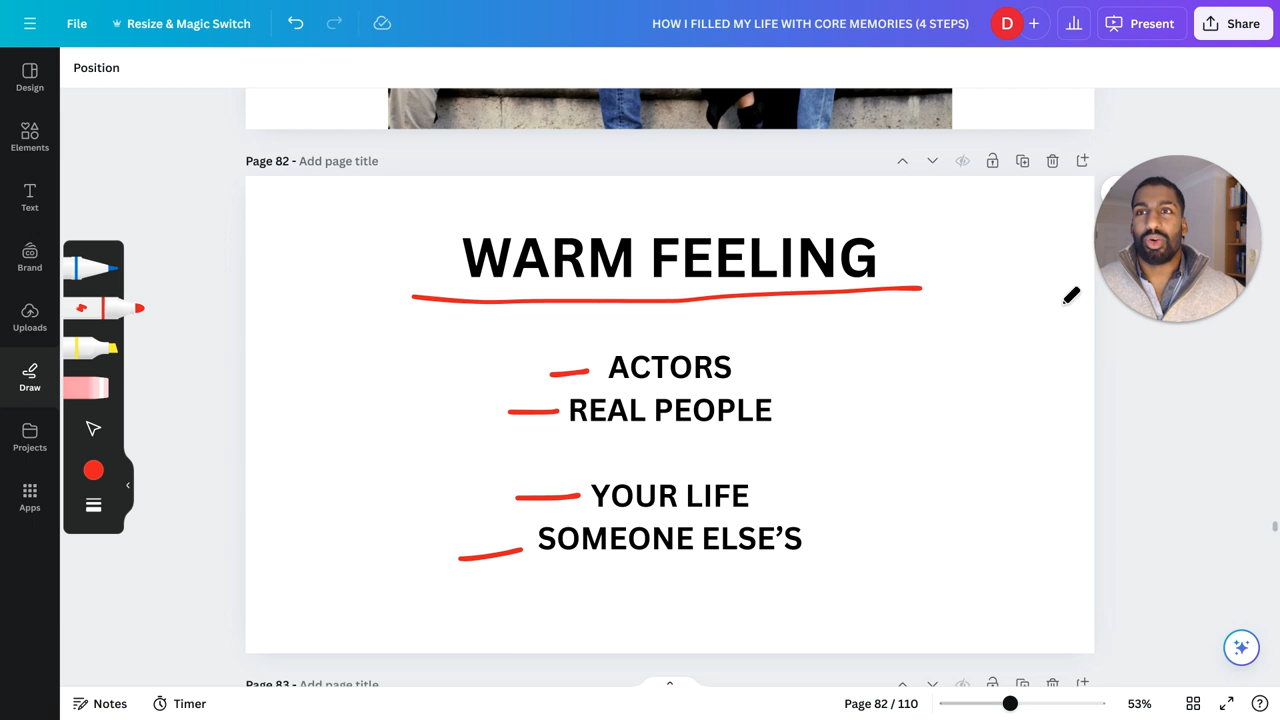 File
Resize & Magic Switch
HOW I FILLED MY LIFE WITH CORE MEMORIES (4 STEPS)
D
Present
Share
Position
Design
Elements
Text
Brand
Uploads
Draw
Projects
Apps
Page 82 - Add page title
WARM FEELING
ACTORS
REAL PEOPLE
YOUR LIFE
SOMEONE ELSE'S
Page 83 - Add page title
Notes
Timer
Page 82 / 110
53%